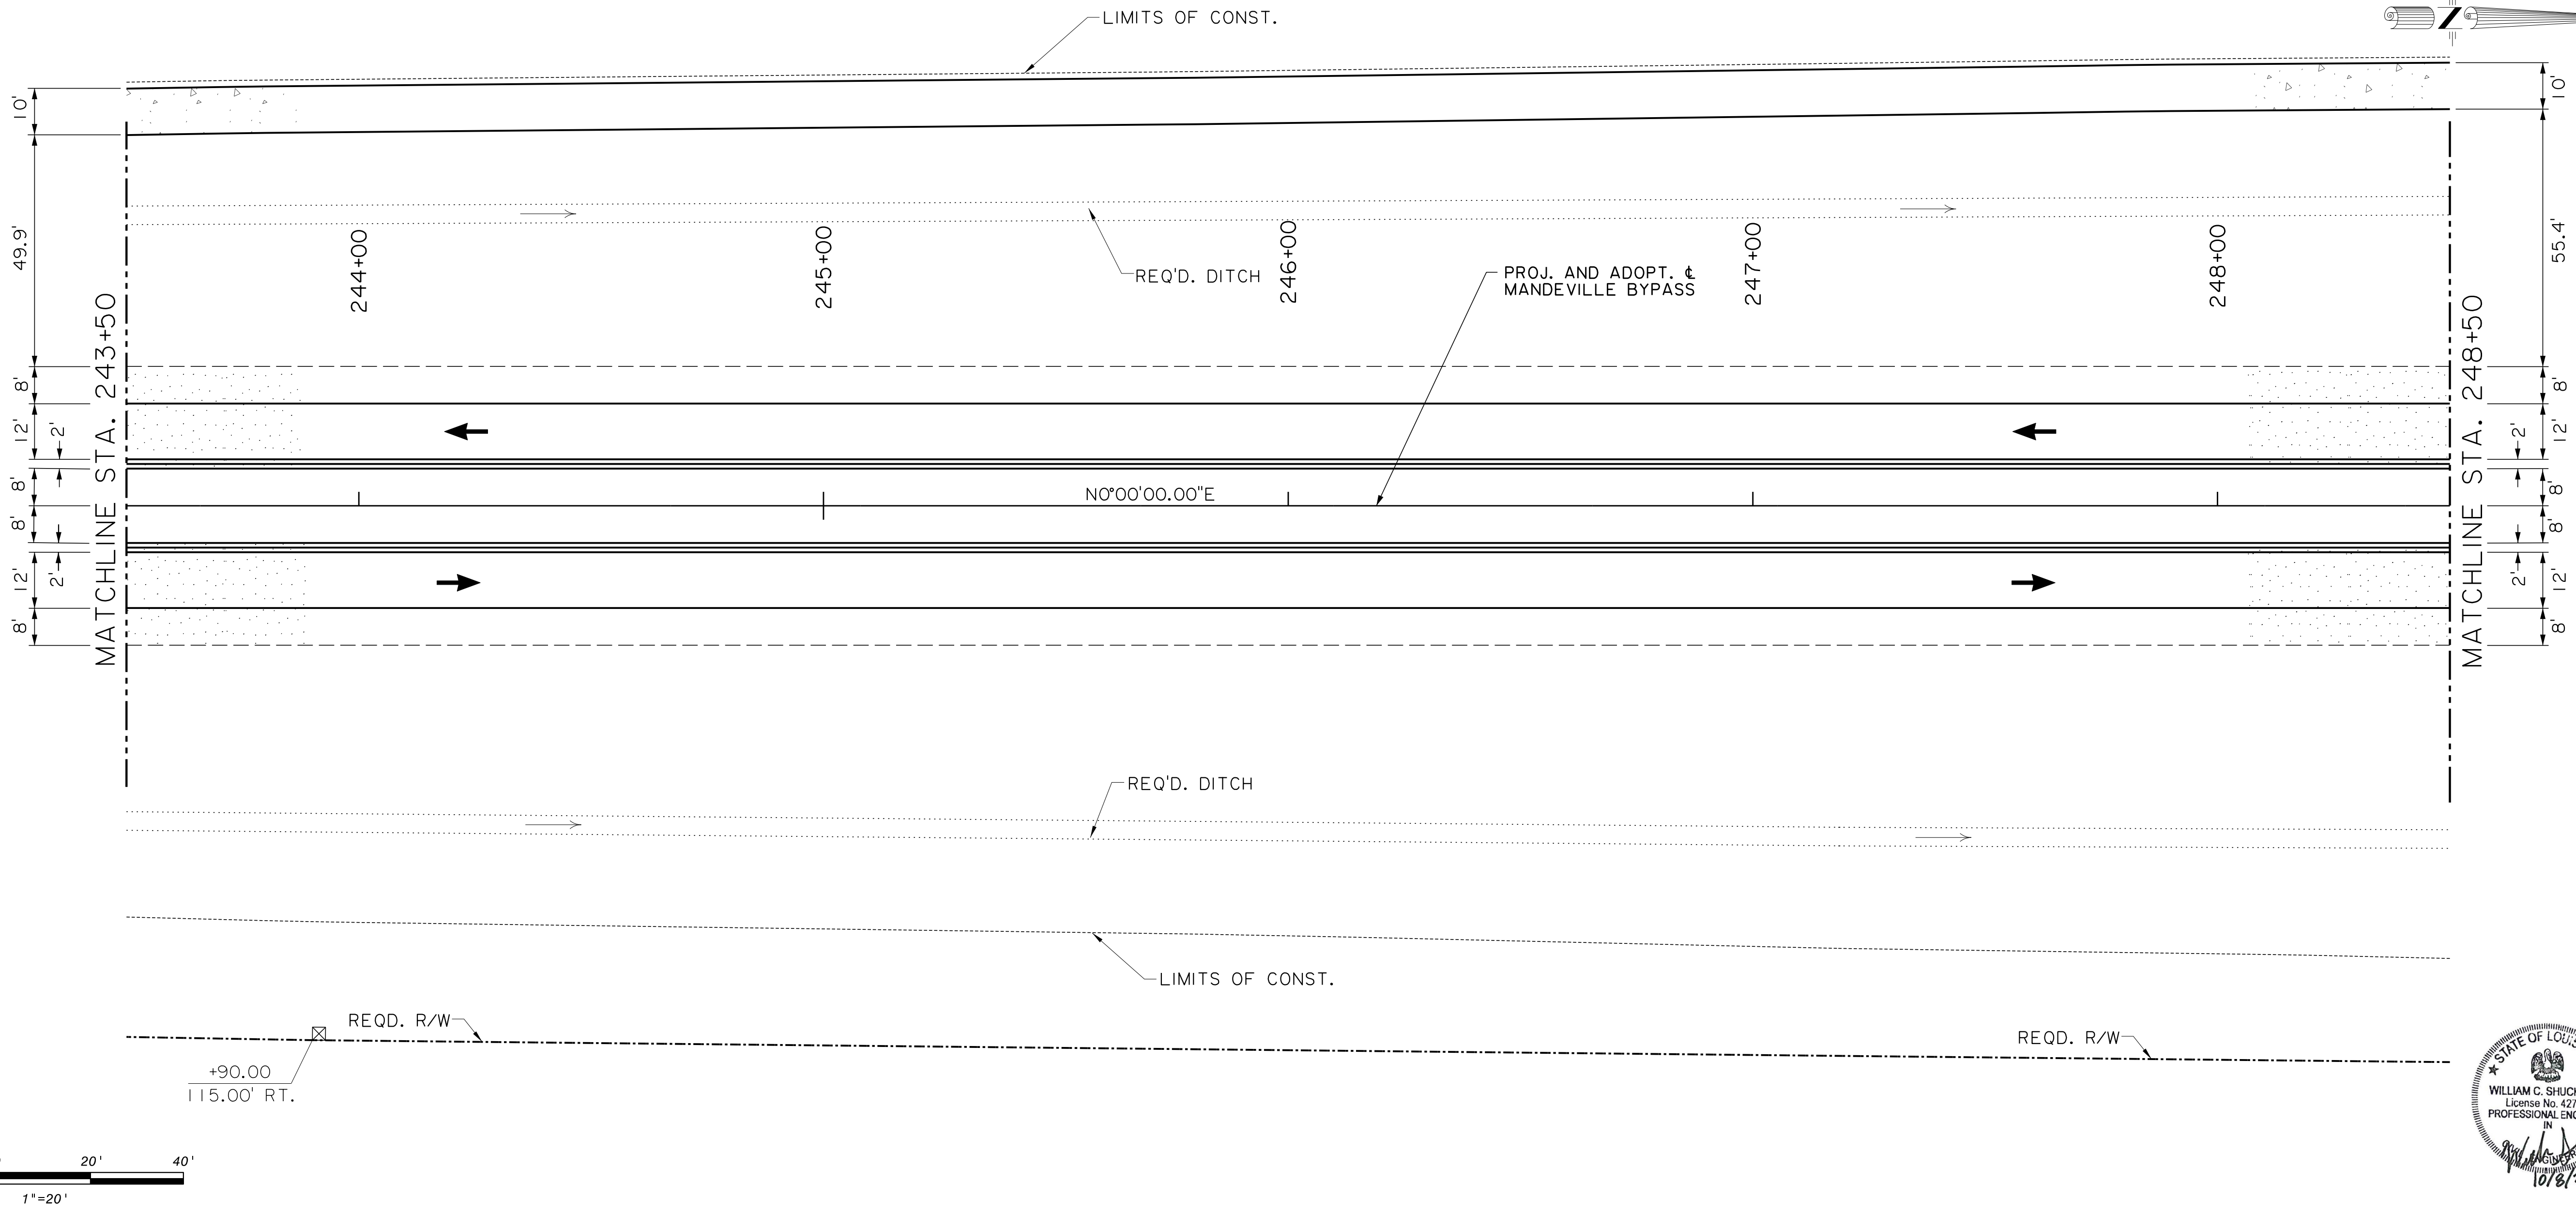 LIMITS OF CONST.
10'
10'
49.9'
55.4'
REQ'D. DITCH
244+00
245+00
246+00
247+00
248+00
PROJ. AND ADOPT. ℄
MANDEVILLE BYPASS
MATCHLINE STA. 243+50
MATCHLINE STA. 248+50
8'
12'
2'
8'
8'
2'
12'
8'
8'
12'
2'
8'
8'
2'
12'
8'
N0°00'00.00"E
REQ'D. DITCH
LIMITS OF CONST.
REQD. R/W
REQD. R/W
+90.00
115.00' RT.
20'
40'
1"=20'
STATE OF
WILLIAM C.
License No.
PROFESSIONAL
IN